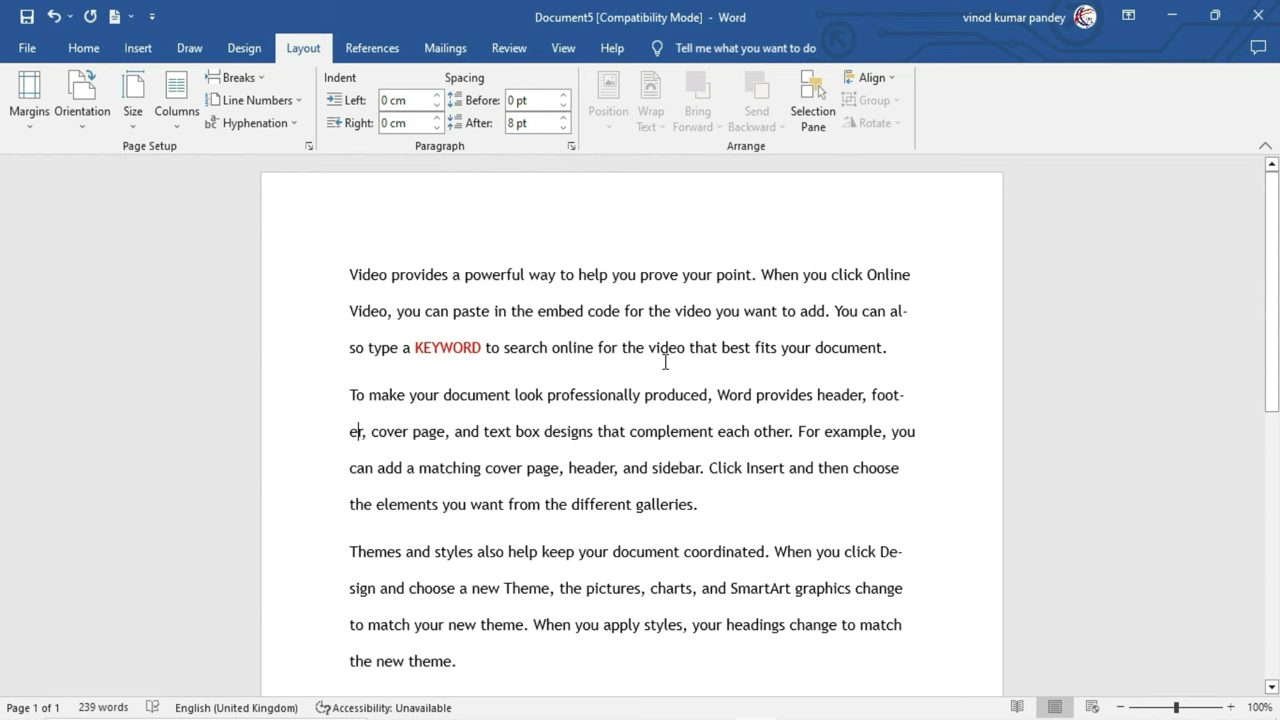 Document5 [Compatibility Mode] - Word
vinod kumar pandey
File Home Insert Draw Design Layout References Mailings Review View Help Tell me what you want to do
Margins Orientation Size Columns
Breaks
Line Numbers
Hyphenation
Page Setup
Indent
Left: 0 cm
Right: 0 cm
Spacing
Before: 0 pt
After: 8 pt
Paragraph
Position
Wrap Text
Bring Forward
Send Backward
Selection Pane
Align
Group
Rotate
Arrange
Video provides a powerful way to help you prove your point. When you click Online
Video, you can paste in the embed code for the video you want to add. You can al-
so type a KEYWORD to search online for the video that best fits your document.
To make your document look professionally produced, Word provides header, foot-
er, cover page, and text box designs that complement each other. For example, you
can add a matching cover page, header, and sidebar. Click Insert and then choose
the elements you want from the different galleries.
Themes and styles also help keep your document coordinated. When you click De-
sign and choose a new Theme, the pictures, charts, and SmartArt graphics change
to match your new theme. When you apply styles, your headings change to match
the new theme.
Page 1 of 1 239 words English (United Kingdom) Accessibility: Unavailable 100%